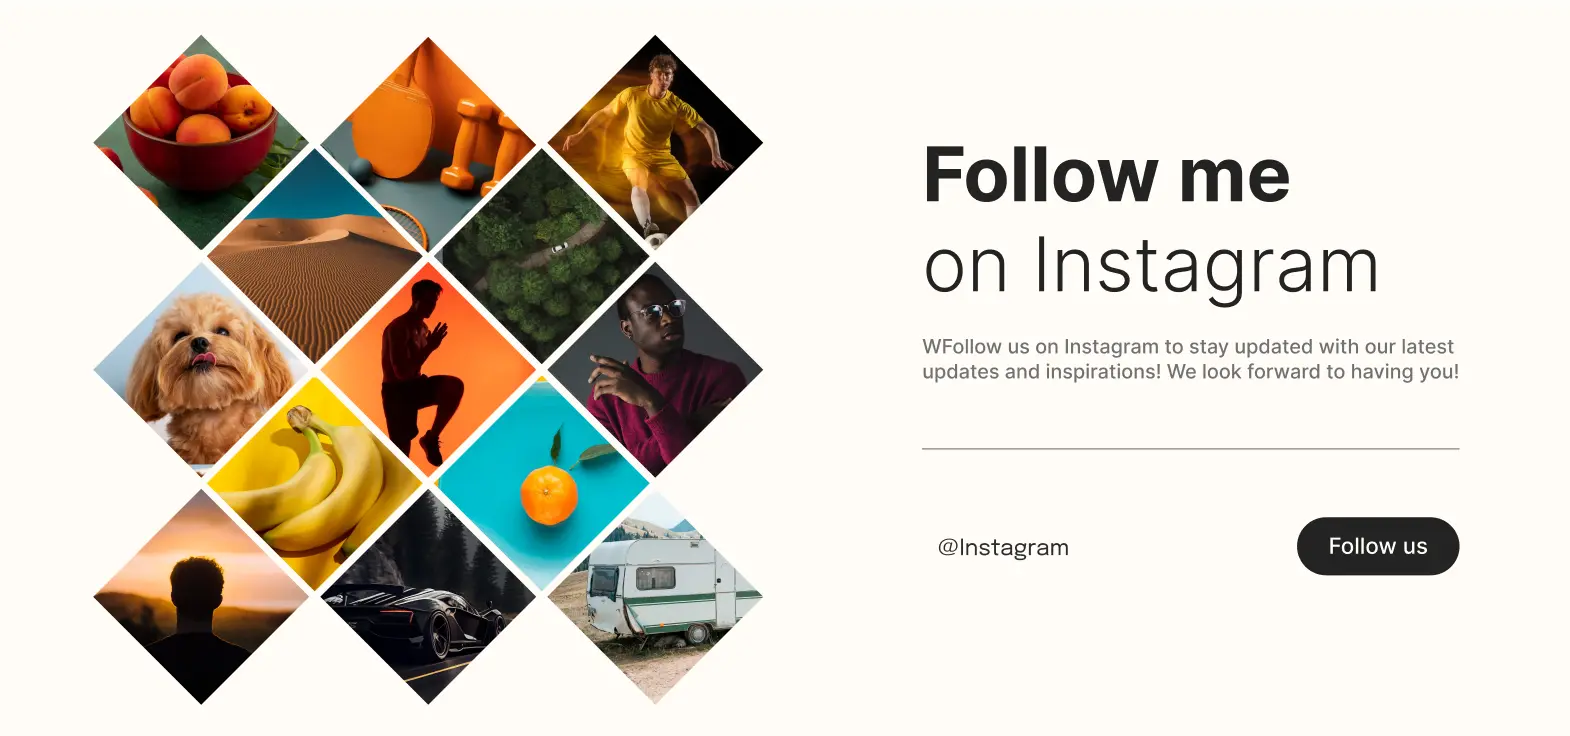 Follow me
on Instagram
WFollow us on Instagram to stay updated with our latest
updates and inspirations! We look forward to having you!
@Instagram
Follow us